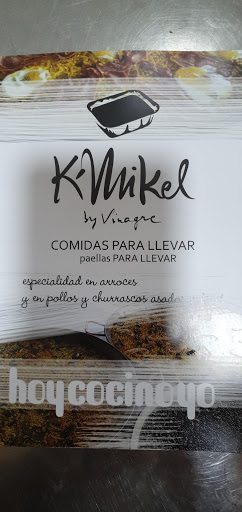 K'Mikel
by Vinagre
COMIDAS PARA LLEVAR
paellas PARA LLEVAR
especialidad en arroces
y en pollos y churrascos asados
hoycocinoyo